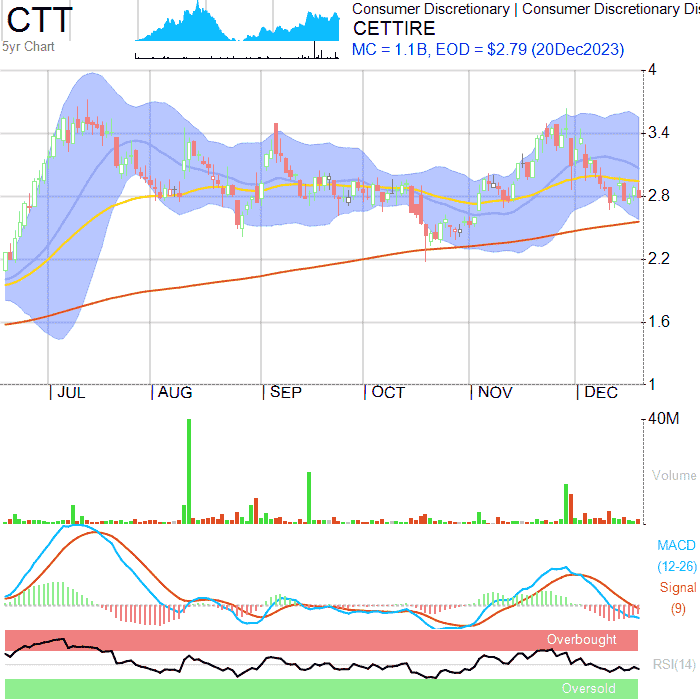 CTT
5yr Chart
Consumer Discretionary | Consumer Discretionary Dis
CETTIRE
MC = 1.1B, EOD = $2.79 (20Dec2023)
4
3.4
2.8
2.2
1.6
1
JUL AUG SEP OCT NOV DEC
40M
Volume
MACD
(12-26)
Signal
(9)
Overbought
RSI(14)
Oversold